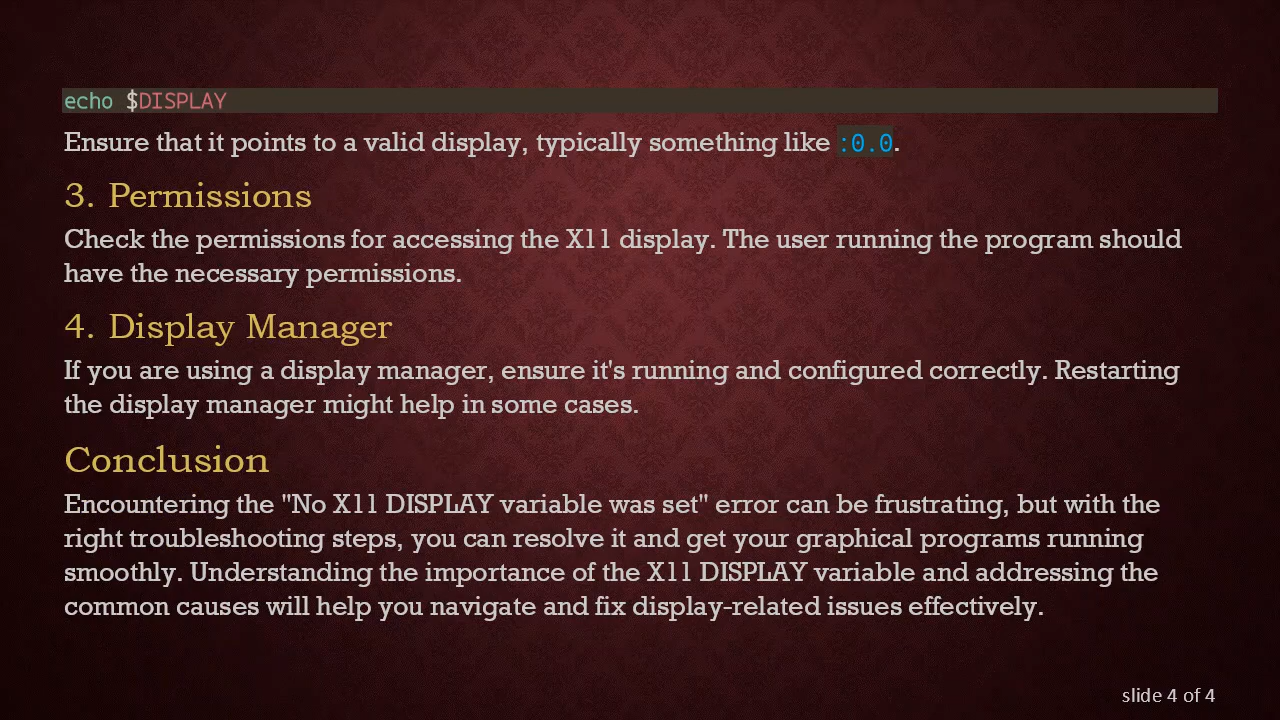 echo $DISPLAY
Ensure that it points to a valid display, typically something like :0.0.
3. Permissions
Check the permissions for accessing the X11 display. The user running the program should
have the necessary permissions.
4. Display Manager
If you are using a display manager, ensure it's running and configured correctly. Restarting
the display manager might help in some cases.
Conclusion
Encountering the "No X11 DISPLAY variable was set" error can be frustrating, but with the
right troubleshooting steps, you can resolve it and get your graphical programs running
smoothly. Understanding the importance of the X11 DISPLAY variable and addressing the
common causes will help you navigate and fix display-related issues effectively.
slide 4 of 4